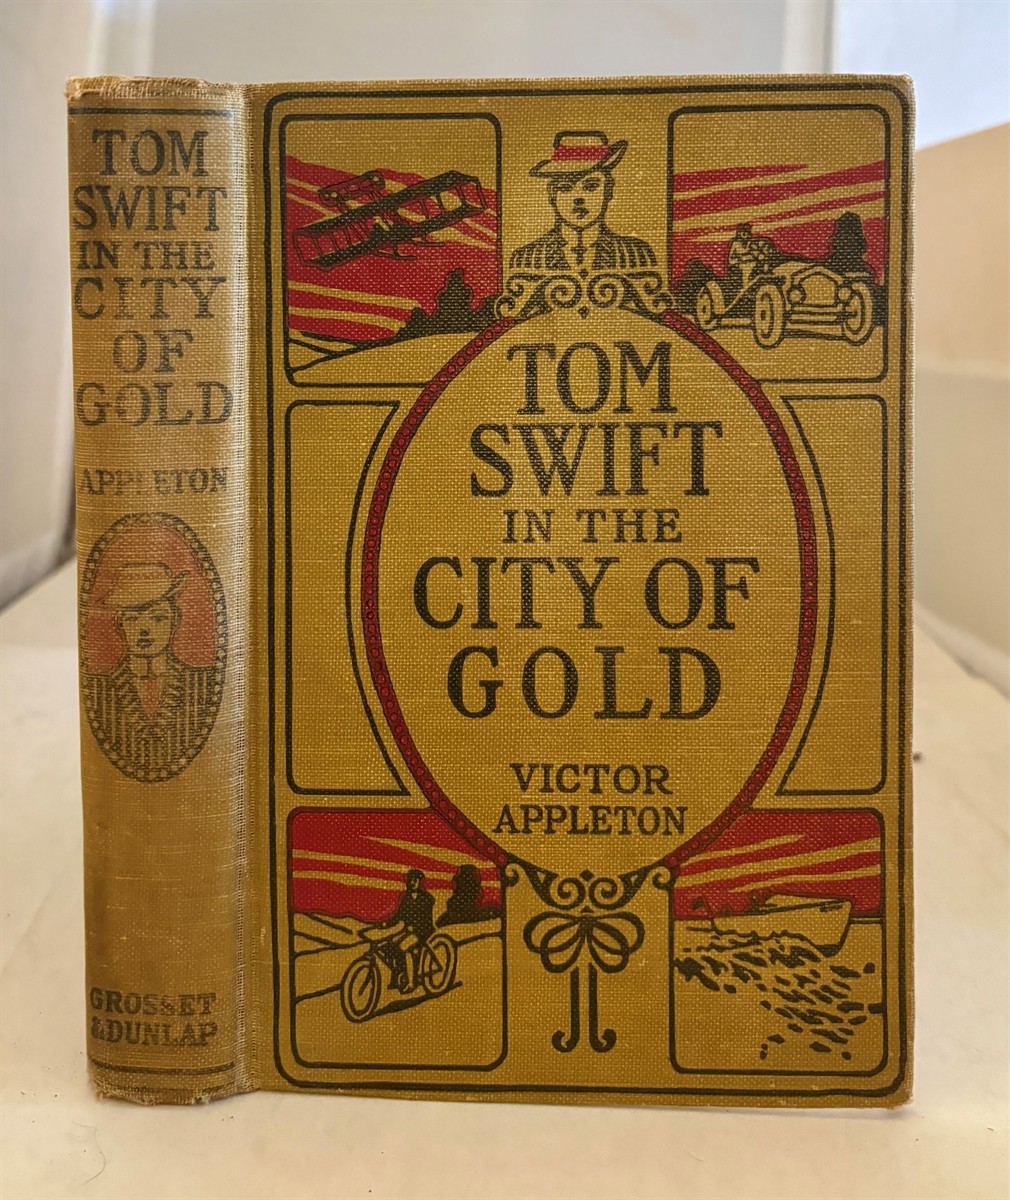 TOM
SWIFT
IN THE
CITY
OF
GOLD
APPLETON
GROSSET
& DUNLAP
TOM
SWIFT
IN THE
CITY OF
GOLD
VICTOR
APPLETON